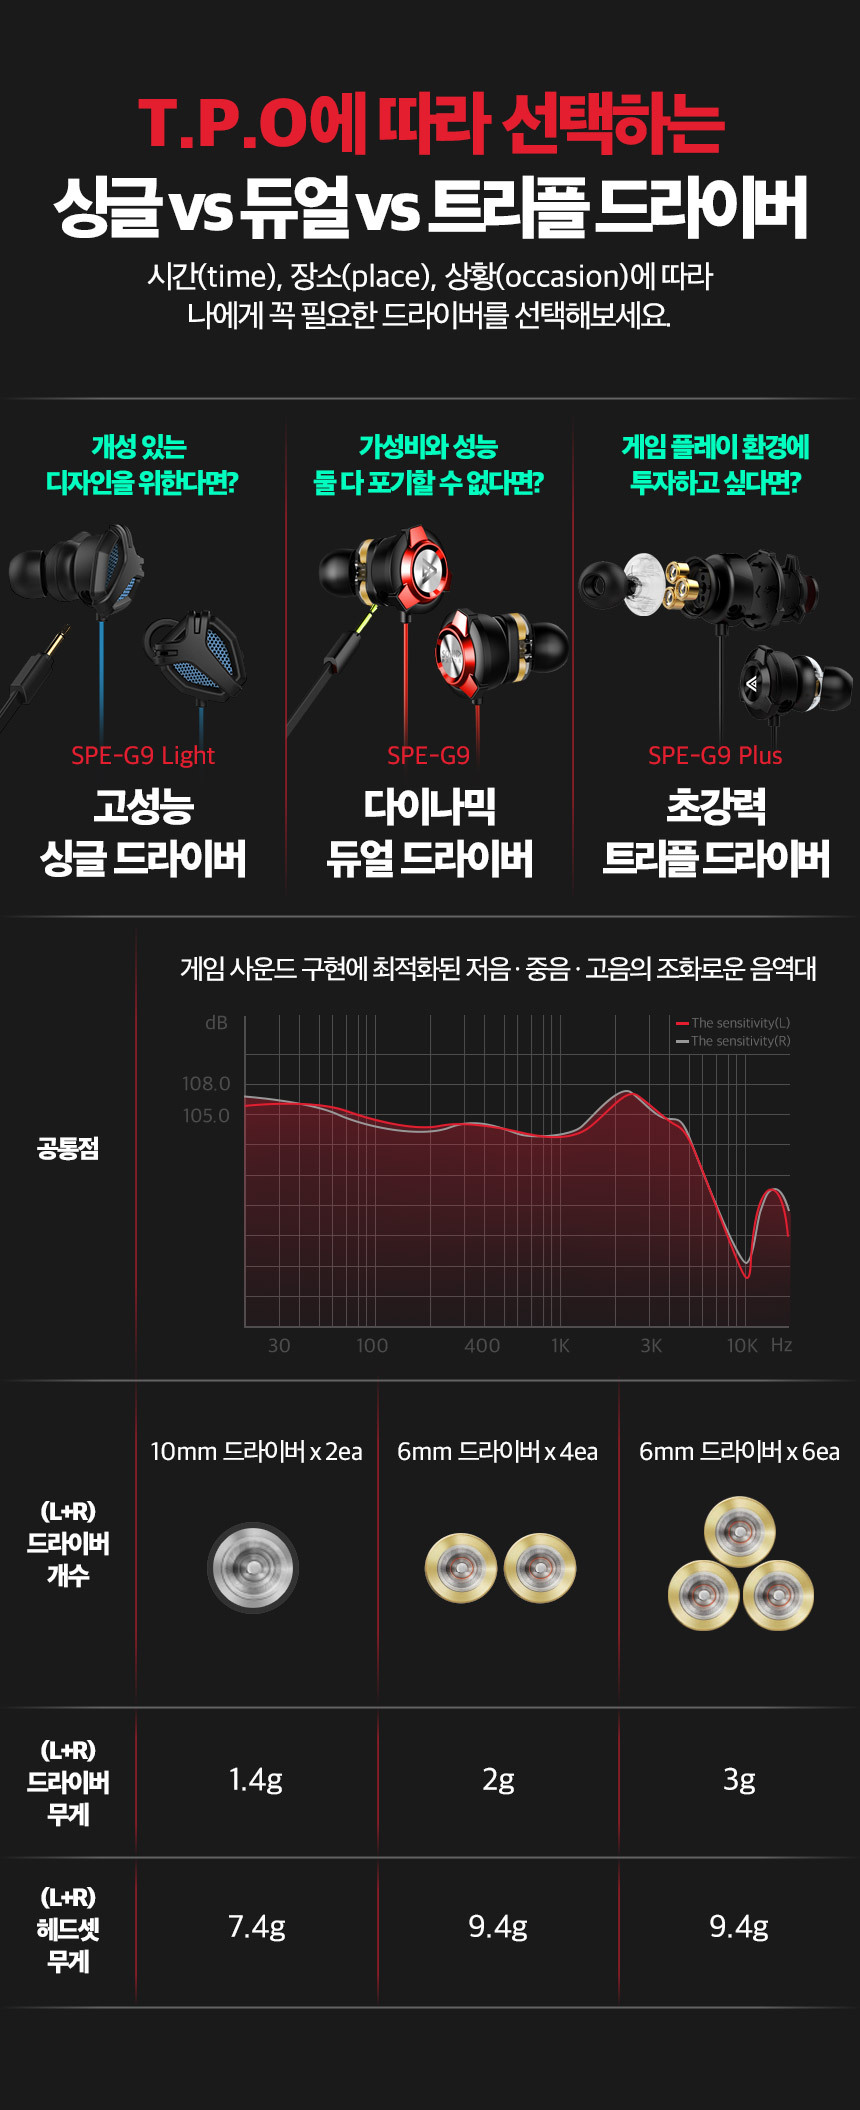 T.P.O에 따라 선택하는
싱글 vs 듀얼 vs 트리플 드라이버
시간(time), 장소(place), 상황(occasion)에 따라
나에게 꼭 필요한 드라이버를 선택해보세요.
개성 있는
디자인을 위한다면?
가성비와 성능
둘 다 포기할 수 없다면?
게임 플레이 환경에
투자하고 싶다면?
SPE-G9 Light
고성능
싱글 드라이버
SPE-G9
다이나믹
듀얼 드라이버
SPE-G9 Plus
초강력
트리플 드라이버
공통점
게임 사운드 구현에 최적화된 저음 · 중음 · 고음의 조화로운 음역대
dB
The sensitivity(L)
The sensitivity(R)
108.0
105.0
30 100 400 1K 3K 10K Hz
(L+R)
드라이버
개수
10mm 드라이버 x 2ea
6mm 드라이버 x 4ea
6mm 드라이버 x 6ea
(L+R)
드라이버
무게
1.4g
2g
3g
(L+R)
헤드셋
무게
7.4g
9.4g
9.4g